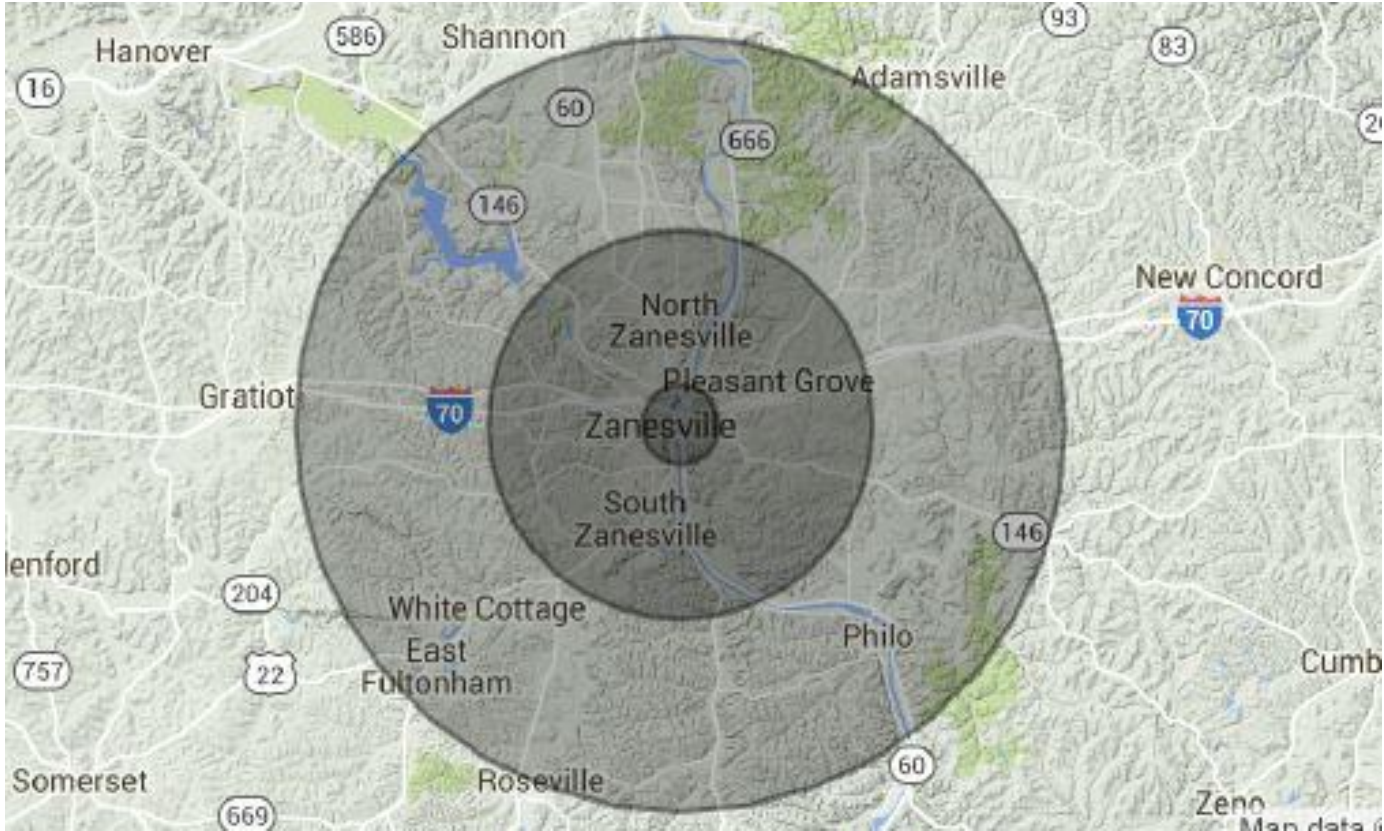 93
586
Shannon
83
Hanover
Adamsville
16
60
666
146
New Concord
70
North
Zanesville
Pleasant Grove
Gratiot
70
Zanesville
South
Zanesville
146
lenford
204
White Cottage
Philo
East
Fultonham
757
22
Cumb
60
Somerset
Roseville
Zeno
669
Map data